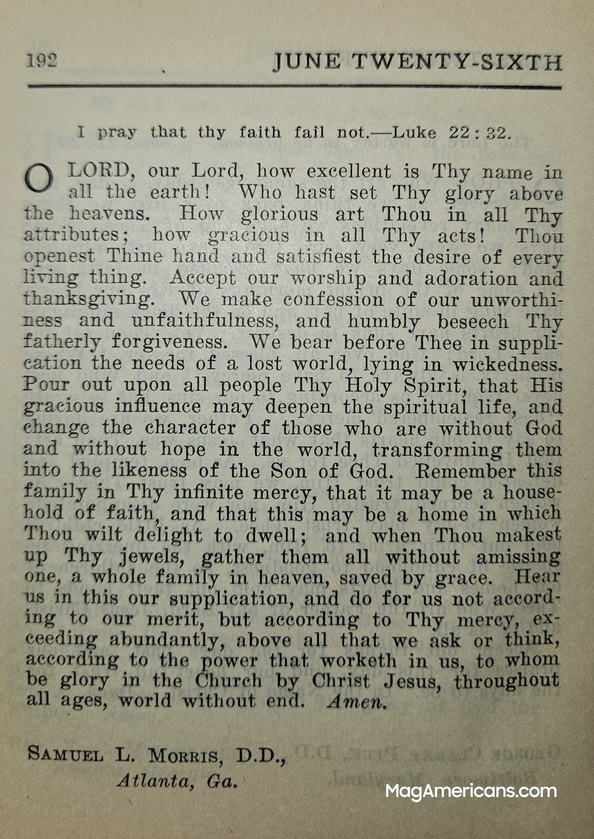 192 JUNE TWENTY-SIXTH
I pray that thy faith fail not.—Luke 22 : 32.
O LORD, our Lord, how excellent is Thy name in
all the earth! Who hast set Thy glory above
the heavens. How glorious art Thou in all Thy
attributes; how gracious in all Thy acts! Thou
openest Thine hand and satisfiest the desire of every
living thing. Accept our worship and adoration and
thanksgiving. We make confession of our unworthi-
ness and unfaithfulness, and humbly beseech Thy
fatherly forgiveness. We bear before Thee in suppli-
cation the needs of a lost world, lying in wickedness.
Pour out upon all people Thy Holy Spirit, that His
gracious influence may deepen the spiritual life, and
change the character of those who are without God
and without hope in the world, transforming them
into the likeness of the Son of God. Remember this
family in Thy infinite mercy, that it may be a house-
hold of faith, and that this may be a home in which
Thou wilt delight to dwell; and when Thou makest
up Thy jewels, gather them all without amissing
one, a whole family in heaven, saved by grace. Hear
us in this our supplication, and do for us not accord-
ing to our merit, but according to Thy mercy, ex-
ceeding abundantly, above all that we ask or think,
according to the power that worketh in us, to whom
be glory in the Church by Christ Jesus, throughout
all ages, world without end. Amen.
SAMUEL L. MORRIS, D.D.,
Atlanta, Ga.
MagAmericans.com